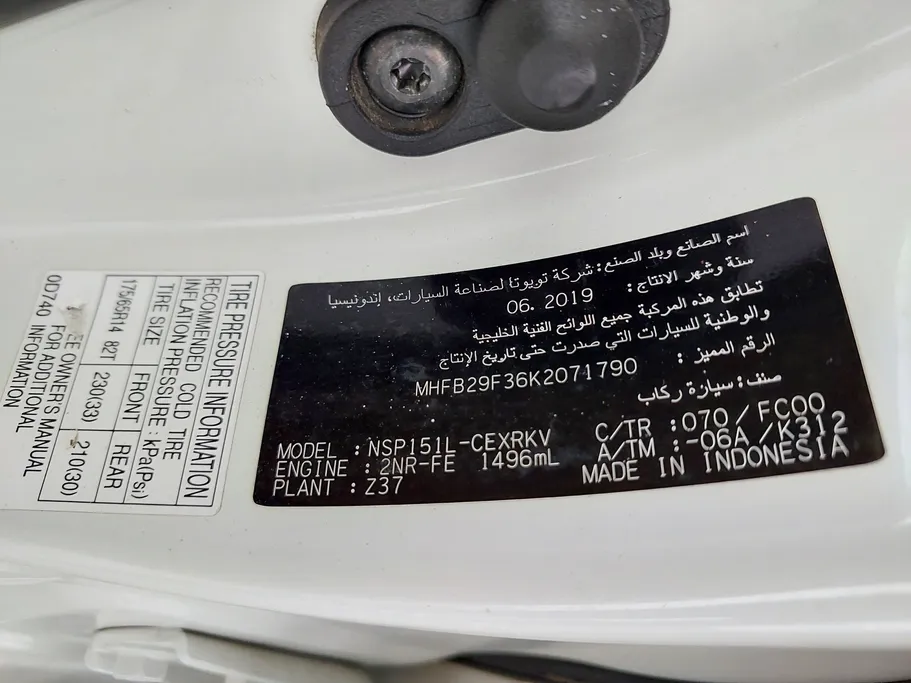 اسم الصانع وبلد الصنع : شركة تويوتا لصناعة السيارات، إندونيسيا
سنة وشهر الانتاج : 06. 2019
تطابق هذه المركبة جميع اللوائح الفنية الخليجية
والوطنية للسيارات التي صدرت حتى تاريخ الإنتاج
الرقم المميز : MHFB29F36K2071790
صنف : سيارة ركاب
MODEL : NSP151L-CEXRKV C/TR : 070 / FC00
ENGINE : 2NR-FE 1496mL A/TM : -06A / K312
PLANT : Z37 MADE IN INDONESIA
TIRE PRESSURE INFORMATION
RECOMMENDED COLD TIRE
INFLATION PRESSURE : kPa(Psi)
TIRE SIZE FRONT REAR
175/65R14 82T 230(33) 210(30)
OWNER'S MANUAL
FOR ADDITIONAL
0D740 INFORMATION